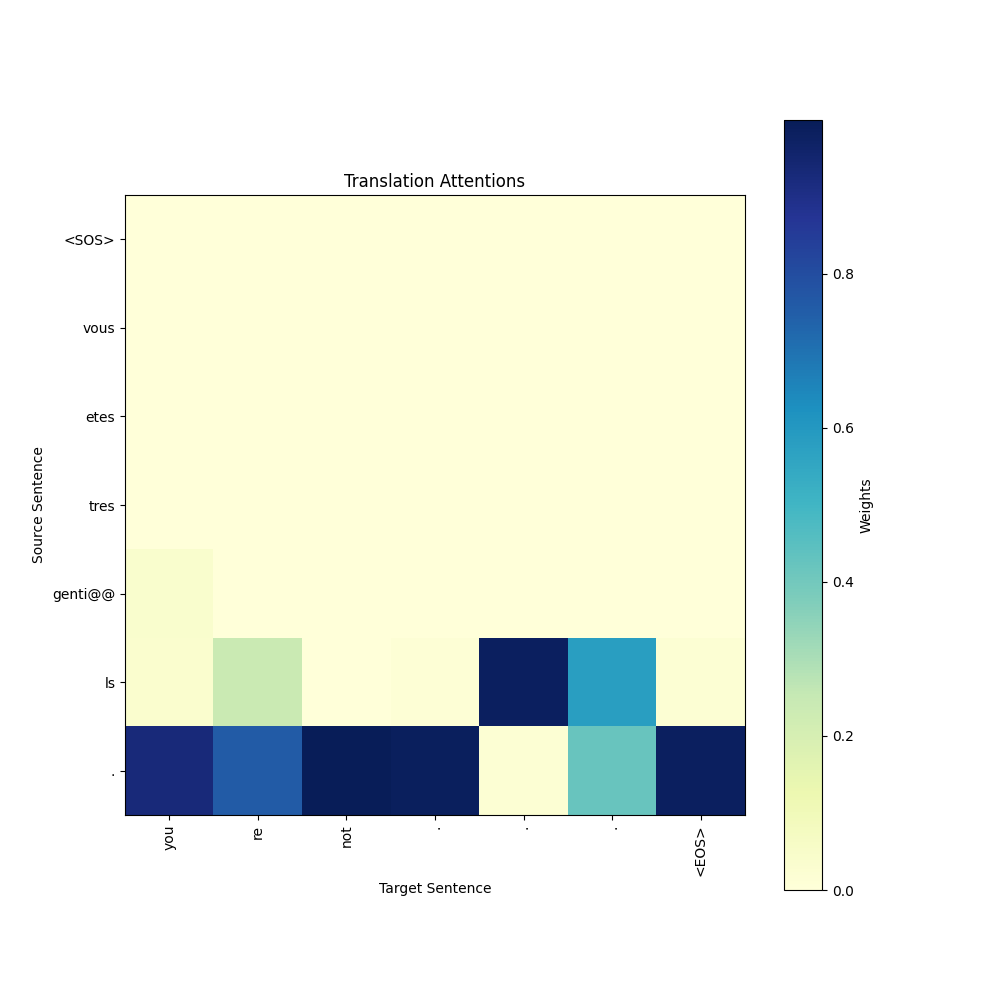 Translation Attentions
<SOS>
vous
etes
tres
genti@@
ls
.
Source Sentence
you
re
not
.
.
.
<EOS>
Target Sentence
0.8
0.6
0.4
0.2
0.0
Weights